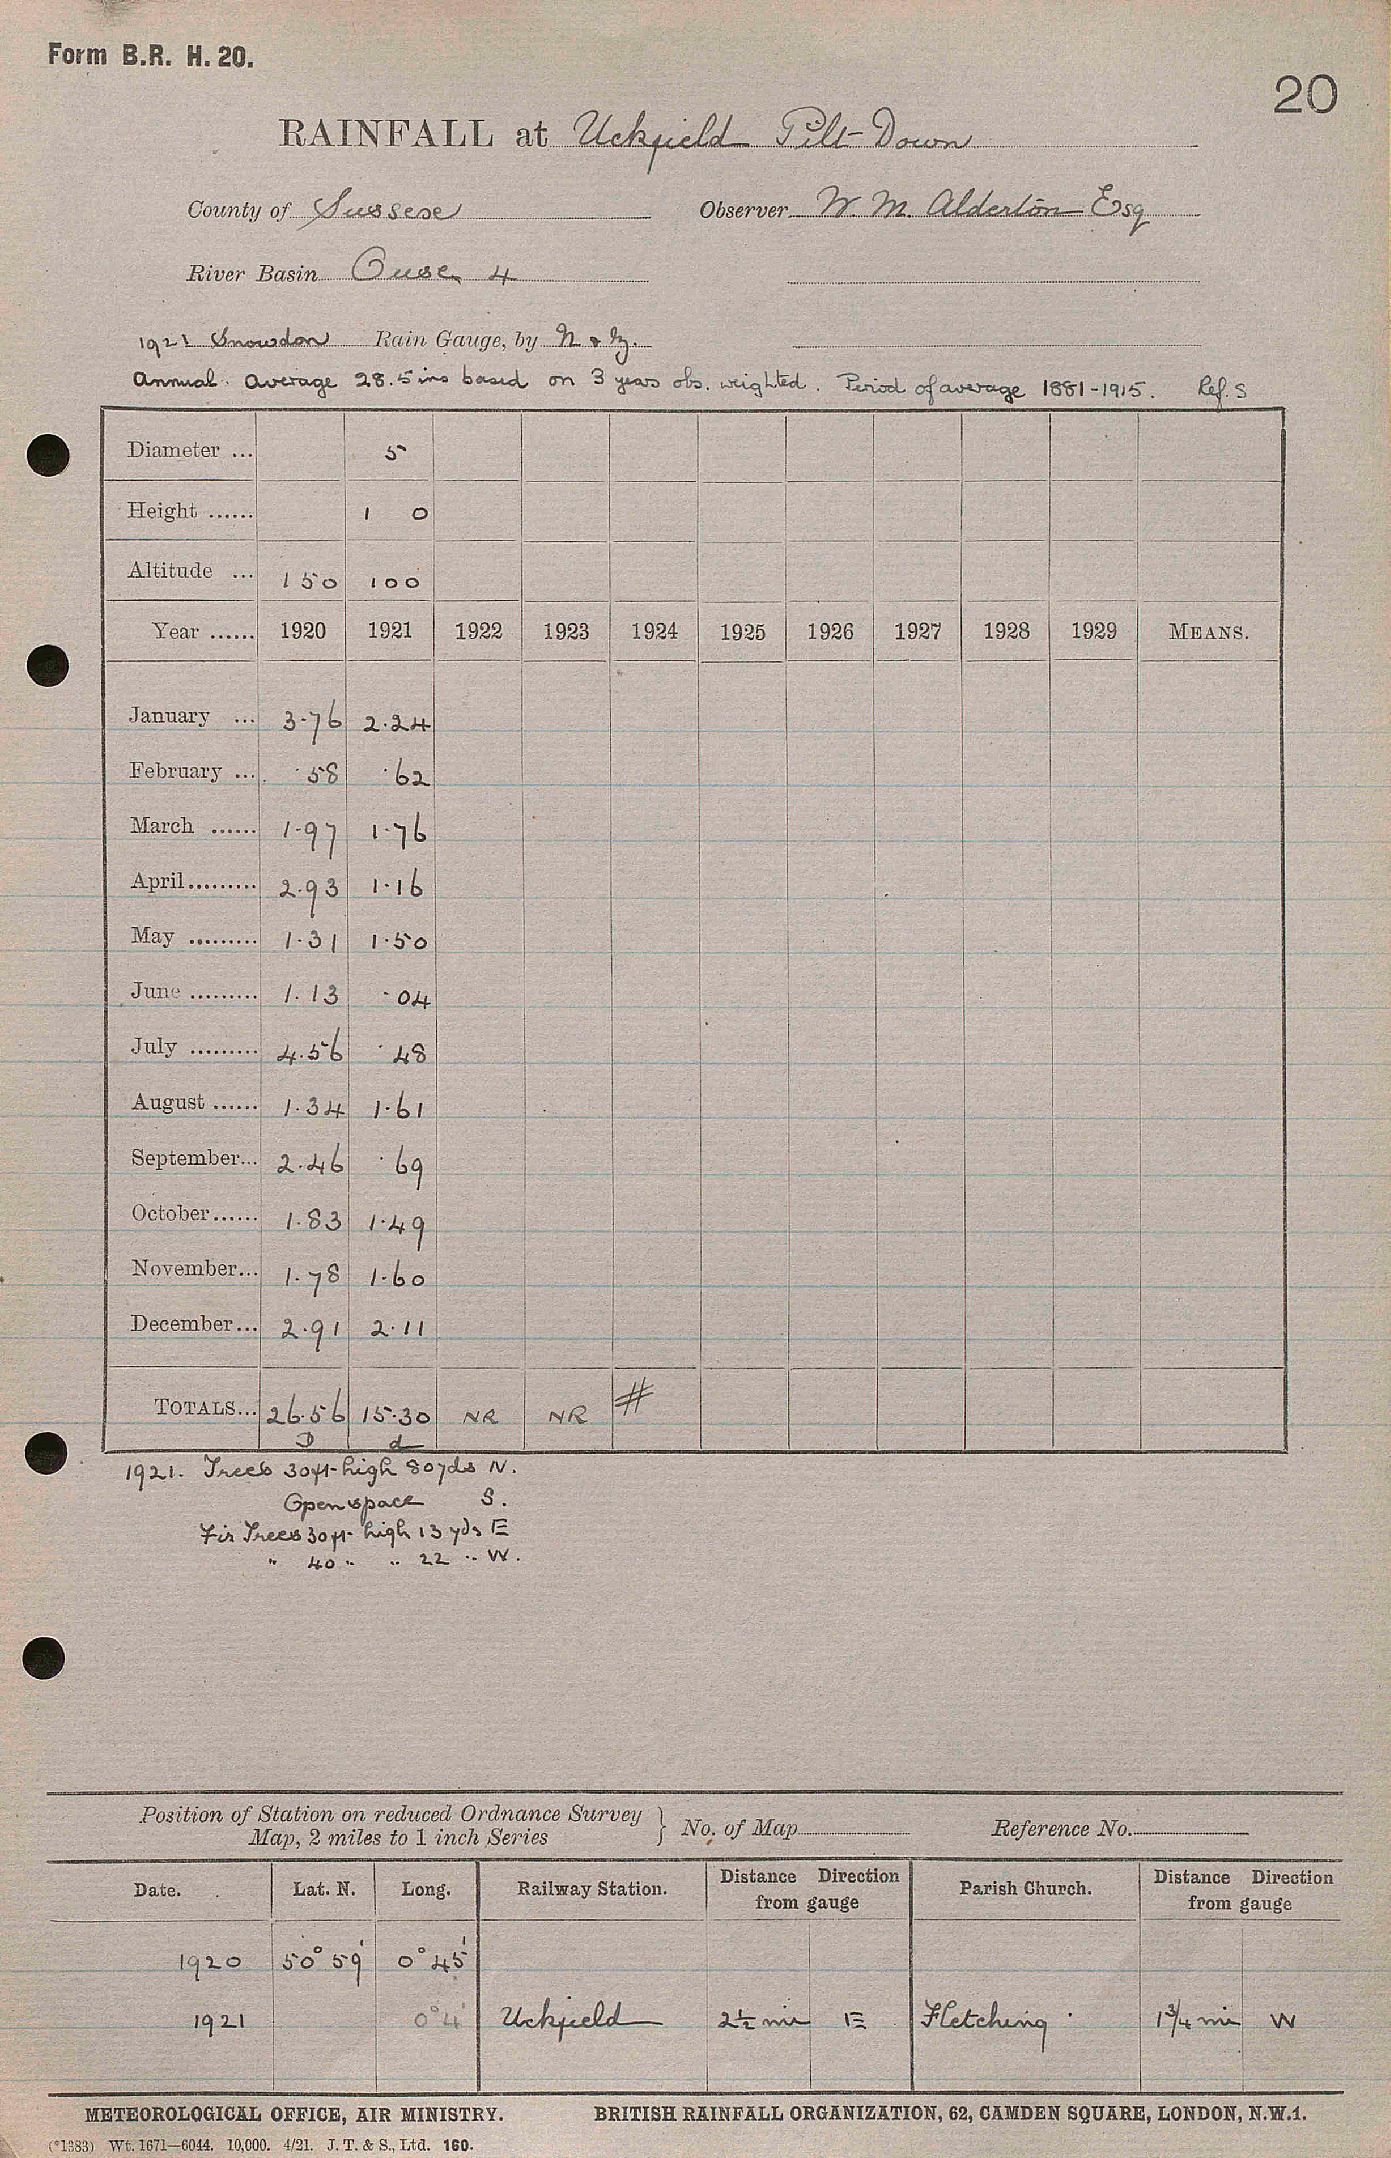 Form B.R. H. 20.
20
RAINFALL at Uckfield Pilt-Down
County of Sussex Observer W. M. Alderton Esq
River Basin Ouse 4
1921 Snowdon Rain Gauge, by N & Z.
Annual Average 28.5 ins based on 3 years obs. weighted. Period of average 1881-1915. Ref. S
Diameter ... 5
Height ...... 1 0
Altitude ... 150 100
Year ...... 1920 1921 1922 1923 1924 1925 1926 1927 1928 1929 MEANS.
January ... 3.76 2.24
February ... .58 .62
March ...... 1.97 1.76
April......... 2.93 1.16
May ......... 1.31 1.50
June ......... 1.13 .04
July ......... 4.56 .48
August ...... 1.34 1.61
September... 2.46 .69
October...... 1.83 1.49
November... 1.78 1.60
December... 2.91 2.11
TOTALS... 26.56 15.30 NR NR #
D d
1921. Trees 30ft high 80yds N.
Open space S.
Fir Trees 30ft high 13 yds E
" 40 " " 22 " W.
Position of Station on reduced Ordnance Survey
Map, 2 miles to 1 inch Series } No. of Map Reference No.
Date. Lat. N. Long. Railway Station. Distance Direction from gauge Parish Church. Distance Direction from gauge
1920 50° 59' 0° 45'
1921 0° 4' Uckfield 2½ mi E Fletching 1¾ mi W
METEOROLOGICAL OFFICE, AIR MINISTRY. BRITISH RAINFALL ORGANIZATION, 62, CAMDEN SQUARE, LONDON, N.W.1.
(*1383) Wt. 1671—6044. 10,000. 4/21. J. T. & S., Ltd. 160.